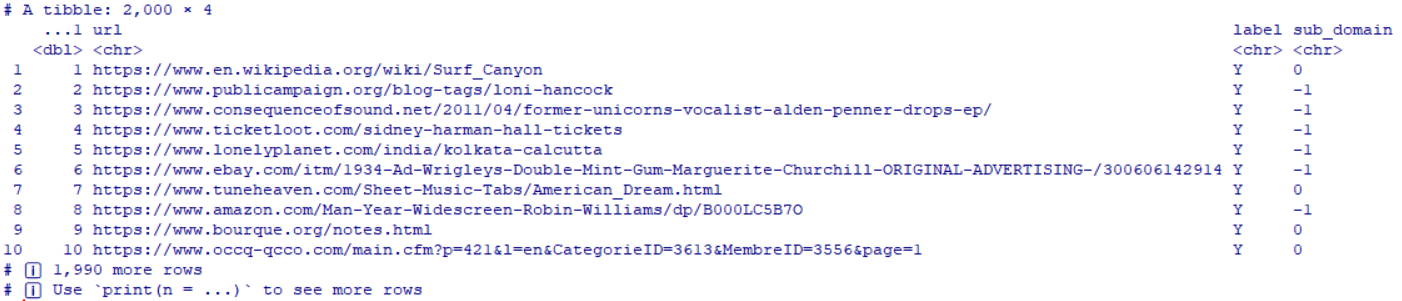 # A tibble: 2,000 × 4
...1 url label sub_domain
<dbl> <chr> <chr> <chr>
1 1 https://www.en.wikipedia.org/wiki/Surf_Canyon Y 0
2 2 https://www.publicampaign.org/blog-tags/loni-hancock Y -1
3 3 https://www.consequenceofsound.net/2011/04/former-unicorns-vocalist-alden-penner-drops-ep/ Y -1
4 4 https://www.ticketloot.com/sidney-harman-hall-tickets Y -1
5 5 https://www.lonelyplanet.com/india/kolkata-calcutta Y -1
6 6 https://www.ebay.com/itm/1934-Ad-Wrigleys-Double-Mint-Gum-Marguerite-Churchill-ORIGINAL-ADVERTISING-/300606142914 Y -1
7 7 https://www.tuneheaven.com/Sheet-Music-Tabs/American_Dream.html Y 0
8 8 https://www.amazon.com/Man-Year-Widescreen-Robin-Williams/dp/B000LC5B7O Y -1
9 9 https://www.bourque.org/notes.html Y 0
10 10 https://www.occq-qcco.com/main.cfm?p=421&l=en&CategorieID=3613&MembreID=3556&page=1 Y 0
# ℹ 1,990 more rows
# ℹ Use `print(n = ...)` to see more rows